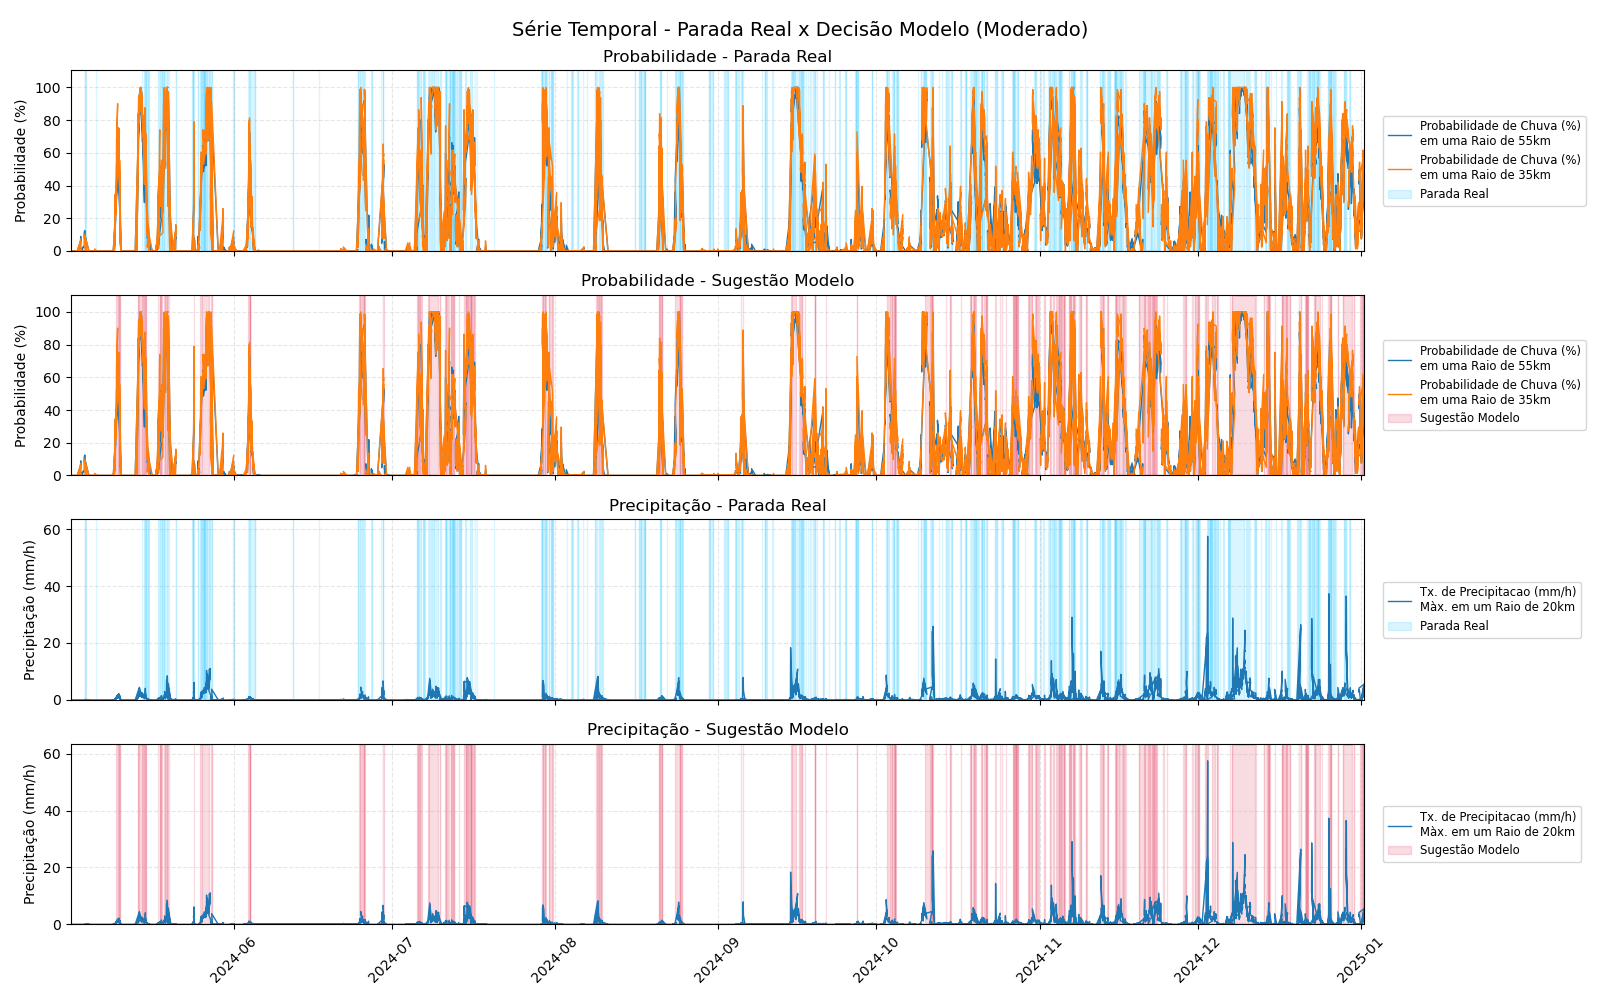 Série Temporal - Parada Real x Decisão Modelo (Moderado)
Probabilidade - Parada Real
Probabilidade (%)
100
80
60
40
20
0
Probabilidade de Chuva (%)
em uma Raio de 55km
Probabilidade de Chuva (%)
em uma Raio de 35km
Parada Real
Probabilidade - Sugestão Modelo
Probabilidade (%)
100
80
60
40
20
0
Probabilidade de Chuva (%)
em uma Raio de 55km
Probabilidade de Chuva (%)
em uma Raio de 35km
Sugestão Modelo
Precipitação - Parada Real
Precipitação (mm/h)
60
40
20
0
Tx. de Precipitacao (mm/h)
Màx. em um Raio de 20km
Parada Real
Precipitação - Sugestão Modelo
Precipitação (mm/h)
60
40
20
0
Tx. de Precipitacao (mm/h)
Màx. em um Raio de 20km
Sugestão Modelo
2024-06
2024-07
2024-08
2024-09
2024-10
2024-11
2024-12
2025-01